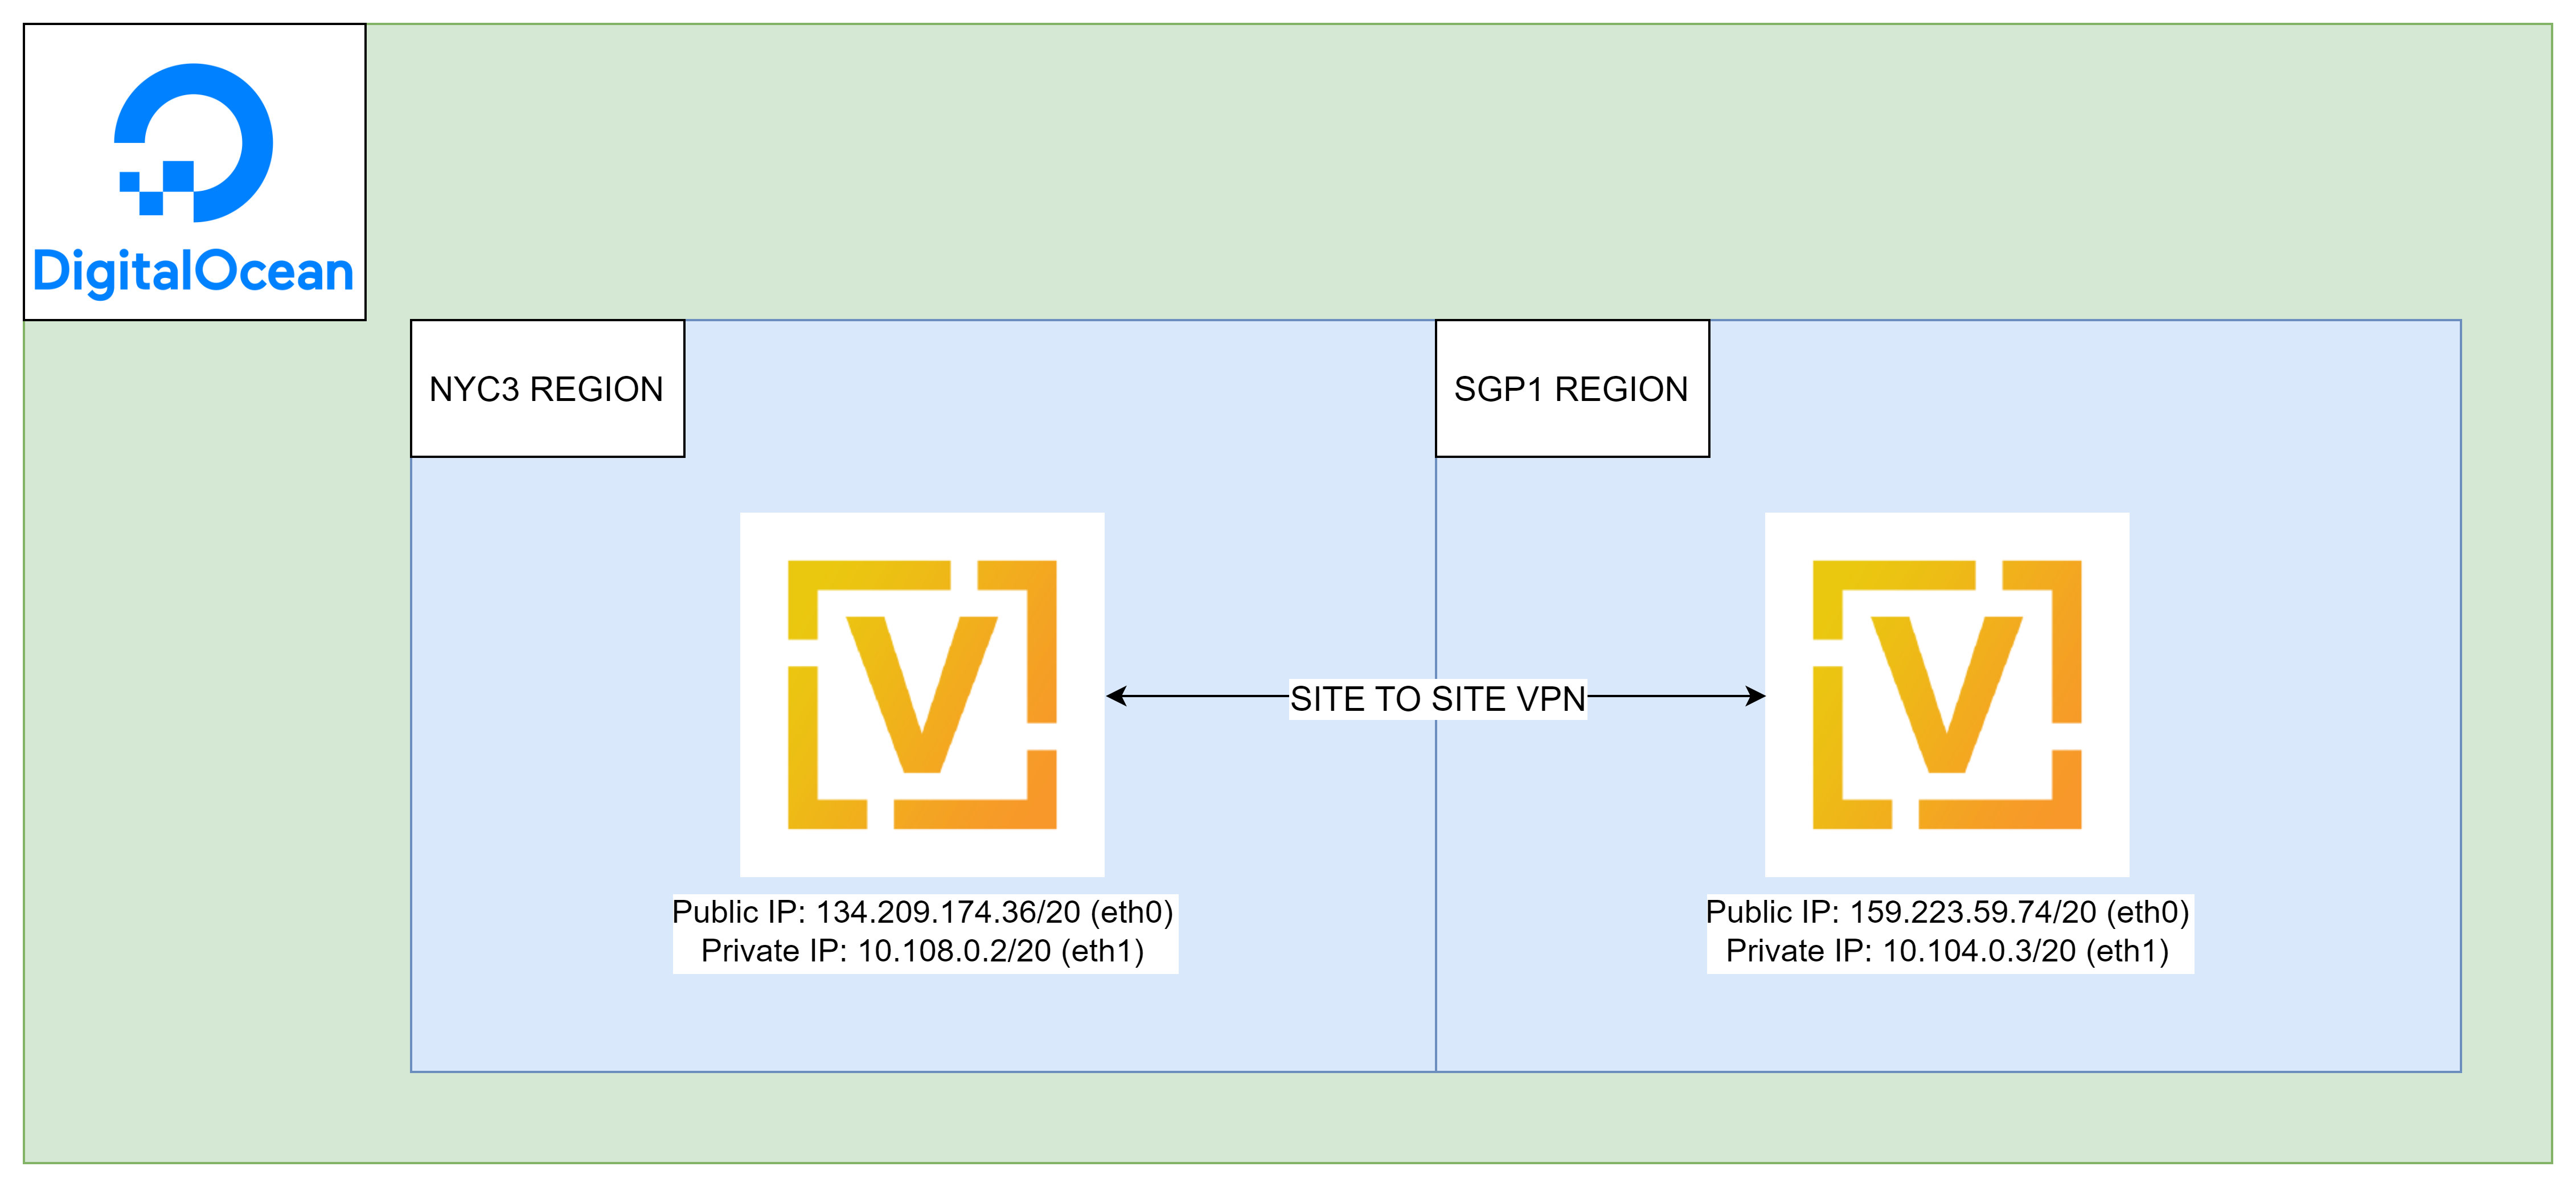 DigitalOcean
NYC3 REGION
SGP1 REGION
V
V
SITE TO SITE VPN
Public IP: 134.209.174.36/20 (eth0)
Private IP: 10.108.0.2/20 (eth1)
Public IP: 159.223.59.74/20 (eth0)
Private IP: 10.104.0.3/20 (eth1)